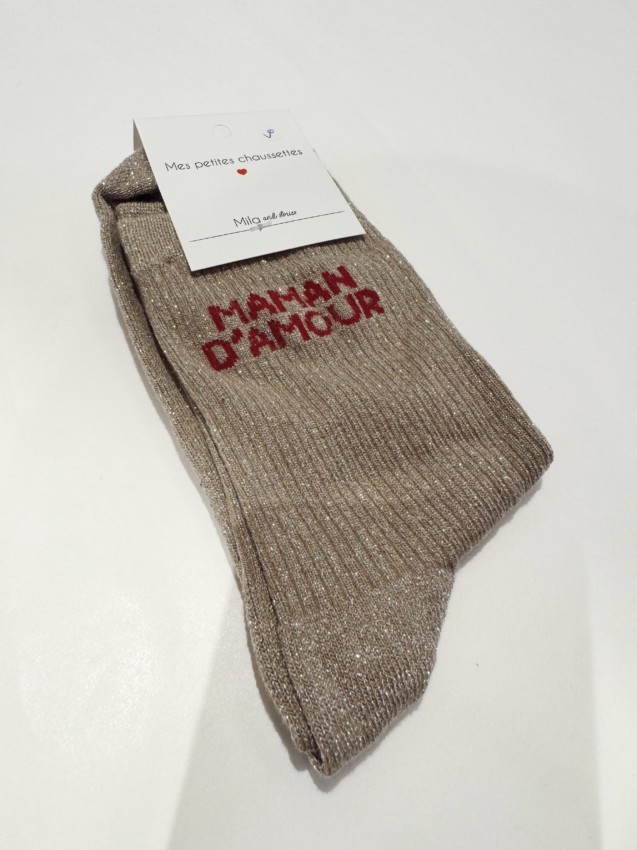 Mes petites chaussettes
Mila
MAMAN
D'AMOUR